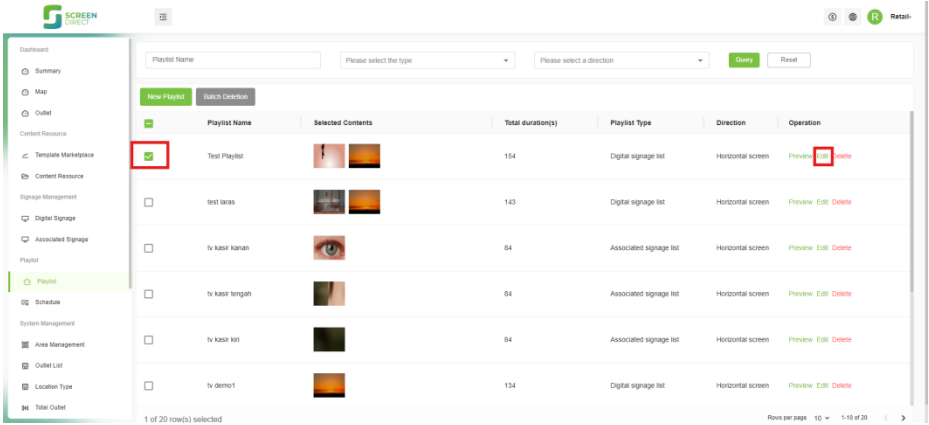 SCREEN
DIRECT
R Retail-
Dashboard
Summary
Map
Outlet
Content Resource
Template Marketplace
Content Resource
Signage Management
Digital Signage
Associated Signage
Playlist
Playlist
Schedule
System Management
Area Management
Outlet List
Location Type
Total Outlet
Playlist Name Please select the type Please select a direction Query Reset
New Playlist Batch Deletion
Playlist Name Selected Contents Total duration(s) Playlist Type Direction Operation
Test Playlist 154 Digital signage list Horizontal screen Preview Edit Delete
test laras 143 Digital signage list Horizontal screen Preview Edit Delete
tv kasir kanan 84 Associated signage list Horizontal screen Preview Edit Delete
tv kasir tengah 84 Associated signage list Horizontal screen Preview Edit Delete
tv kasir kiri 84 Associated signage list Horizontal screen Preview Edit Delete
tv demo1 134 Digital signage list Horizontal screen Preview Edit Delete
1 of 20 row(s) selected Rows per page 10 1-10 of 20